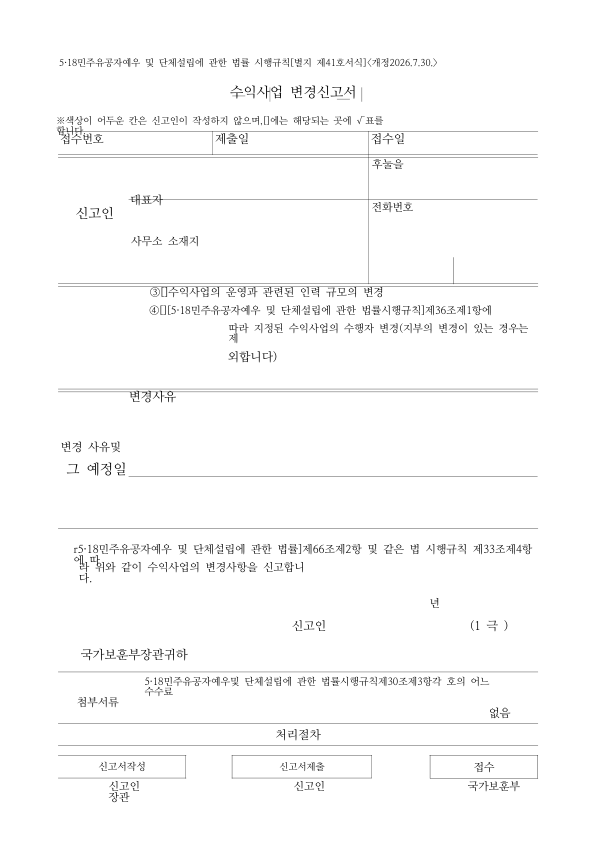 5·18민주유공자예우 및 단체설립에 관한 법률 시행규칙[별지 제41호서식]<개정2026.7.30.>
수익사업 변경신고서
※색상이 어두운 칸은 신고인이 작성하지 않으며,[]에는 해당되는 곳에 √표를
합니다
접수번호 제출일 접수일
후눌을
대표자
신고인 전화번호
사무소 소재지
③[]수익사업의 운영과 관련된 인력 규모의 변경
④[][5·18민주유공자예우 및 단체설립에 관한 법률시행규칙]제36조제1항에
따라 지정된 수익사업의 수행자 변경(지부의 변경이 있는 경우는
제
외합니다)
변경사유
변경 사유및
그 예정일
r5·18민주유공자예우 및 단체설립에 관한 법률]제66조제2항 및 같은 법 시행규칙 제33조제4항
에 따
라 위와 같이 수익사업의 변경사항을 신고합니
다.
년
신고인 (1 극 )
국가보훈부장관귀하
5·18민주유공자예우및 단체설립에 관한 법률시행규칙제30조제3항각 호의 어느
수수료
첨부서류
없음
처리절차
신고서작성 신고서제출 접수
신고인 신고인 국가보훈부
장관